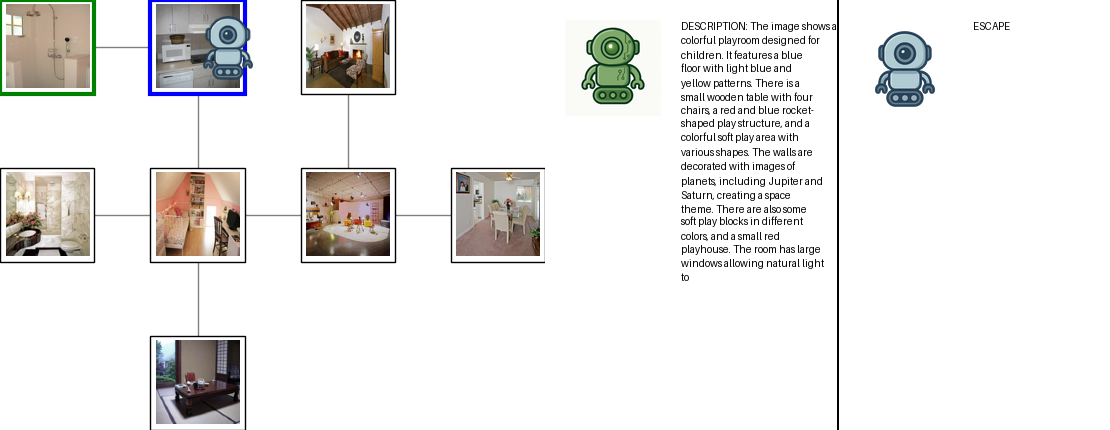 DESCRIPTION: The image shows a
colorful playroom designed for
children. It features a blue
floor with light blue and
yellow patterns. There is a
small wooden table with four
chairs, a red and blue rocket-
shaped play structure, and a
colorful soft play area with
various shapes. The walls are
decorated with images of
planets, including Jupiter and
Saturn, creating a space
theme. There are also some
soft play blocks in different
colors, and a small red
playhouse. The room has large
windows allowing natural light
to
ESCAPE